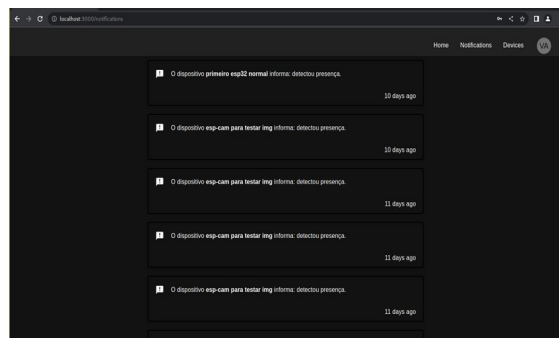 localhost:3000/notifications
Home Notifications Devices VA
O dispositivo primeiro esp32 normal informa: detectou presença.
10 days ago
O dispositivo esp-cam para testar img informa: detectou presença.
10 days ago
O dispositivo esp-cam para testar img informa: detectou presença.
11 days ago
O dispositivo esp-cam para testar img informa: detectou presença.
11 days ago
O dispositivo esp-cam para testar img informa: detectou presença.
11 days ago